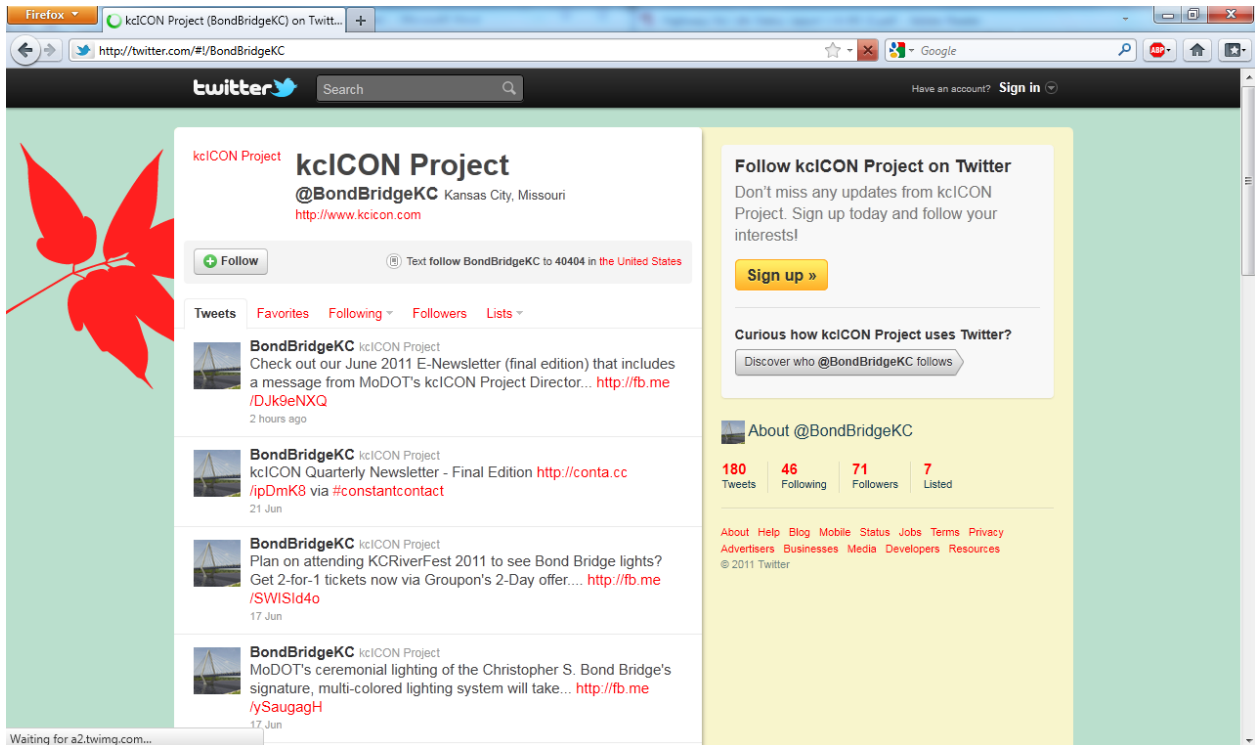 Firefox
kcICON Project (BondBridgeKC) on Twitt...
http://twitter.com/#!/BondBridgeKC
Google
ABP
twitter
Search
Have an account? Sign in
kcICON Project
kcICON Project
@BondBridgeKC Kansas City, Missouri
http://www.kcicon.com
Follow
Text follow BondBridgeKC to 40404 in the United States
Tweets Favorites Following Followers Lists
BondBridgeKC kcICON Project
Check out our June 2011 E-Newsletter (final edition) that includes
a message from MoDOT's kcICON Project Director... http://fb.me
/DJk9eNXQ
2 hours ago
BondBridgeKC kcICON Project
kcICON Quarterly Newsletter - Final Edition http://conta.cc
/ipDmK8 via #constantcontact
21 Jun
BondBridgeKC kcICON Project
Plan on attending KCRiverFest 2011 to see Bond Bridge lights?
Get 2-for-1 tickets now via Groupon's 2-Day offer.... http://fb.me
/SWISId4o
17 Jun
BondBridgeKC kcICON Project
MoDOT's ceremonial lighting of the Christopher S. Bond Bridge's
signature, multi-colored lighting system will take... http://fb.me
/ySaugagH
17 Jun
Follow kcICON Project on Twitter
Don't miss any updates from kcICON
Project. Sign up today and follow your
interests!
Sign up »
Curious how kcICON Project uses Twitter?
Discover who @BondBridgeKC follows
About @BondBridgeKC
180 46 71 7
Tweets Following Followers Listed
About Help Blog Mobile Status Jobs Terms Privacy
Advertisers Businesses Media Developers Resources
© 2011 Twitter
Waiting for a2.twimg.com...